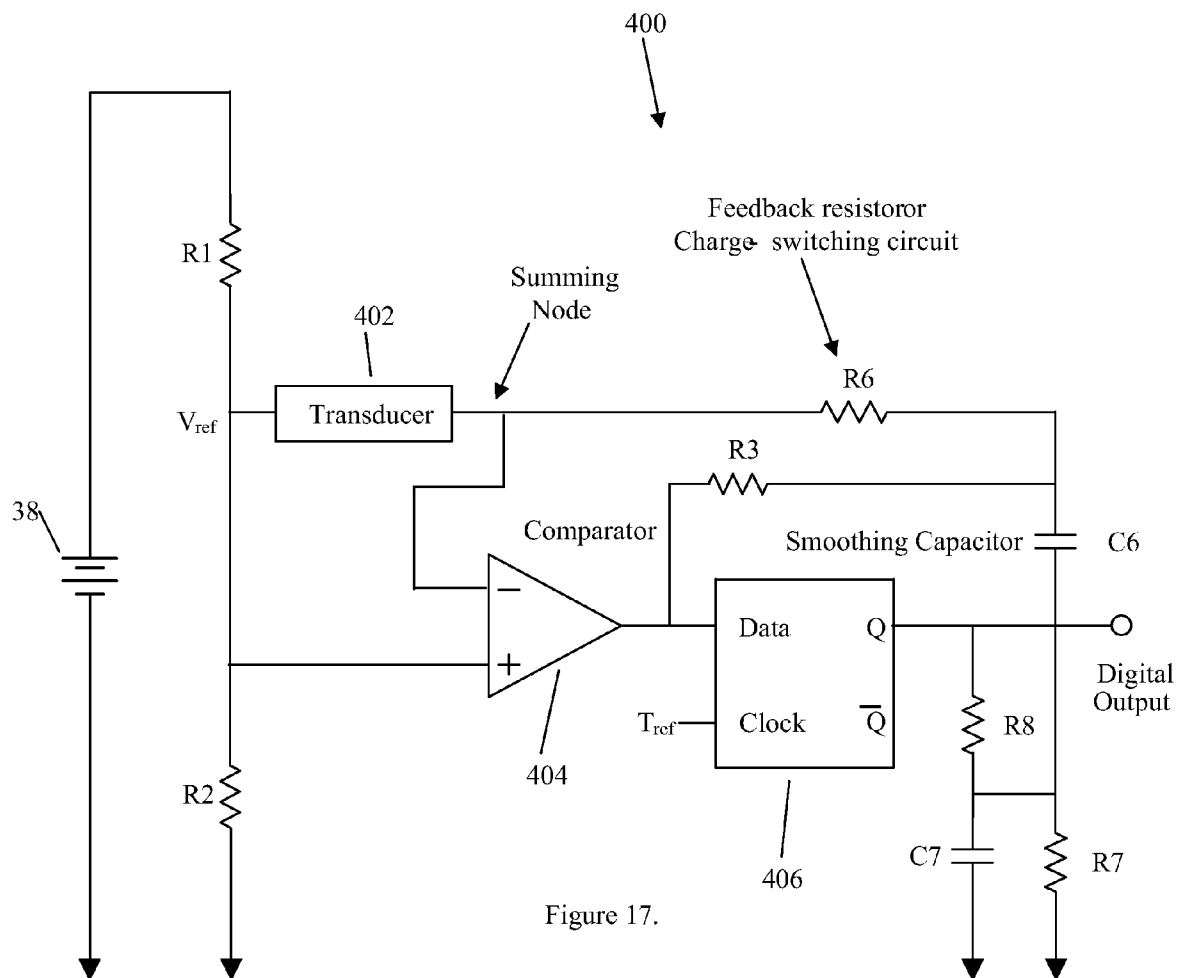 400
Feedback resistoror
Charge- switching circuit
R1
Summing
Node
402
R6
Vref
Transducer
R3
38
Comparator
Smoothing Capacitor
C6
−
Data
Q
+
Digital
Output
Tref
Clock
Q
R8
404
R2
406
C7
R7
Figure 17.